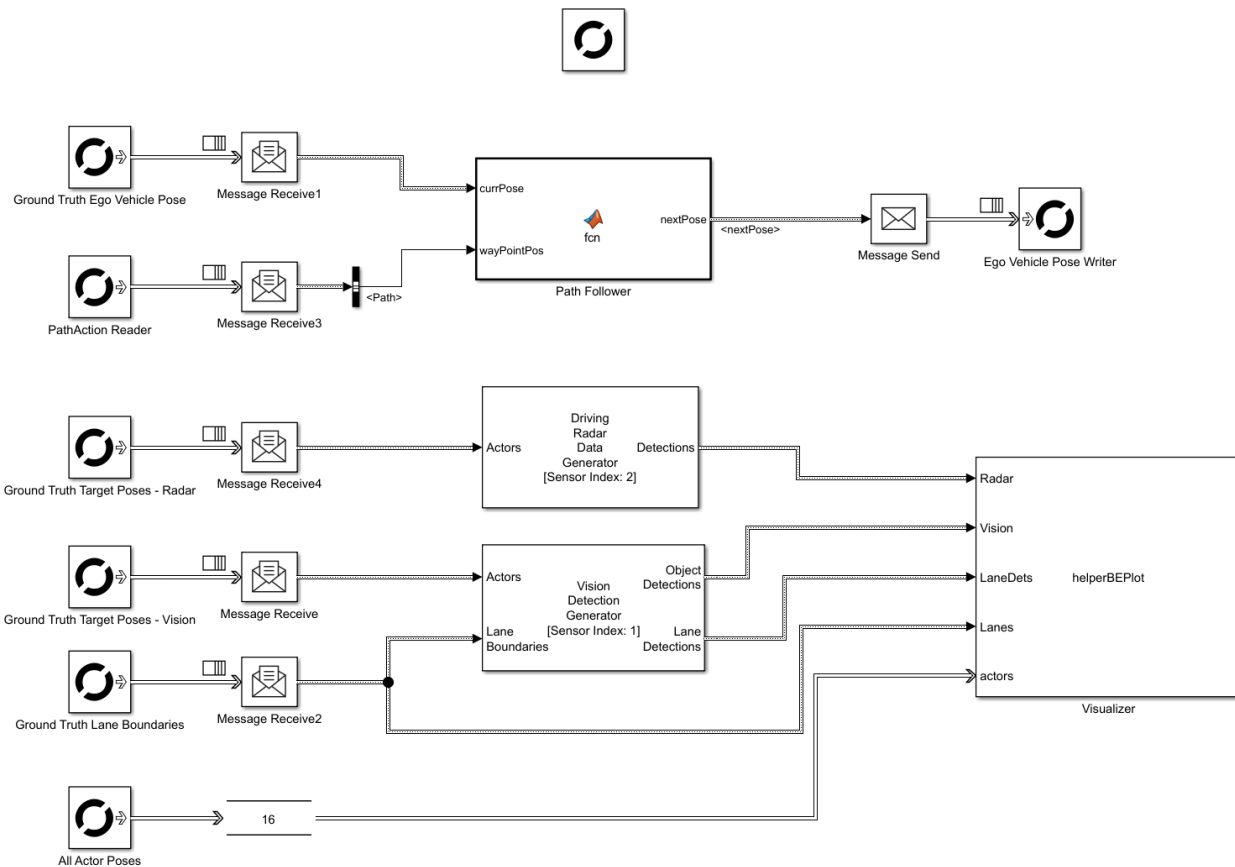 Ground Truth Ego Vehicle Pose
Message Receive1
currPose
wayPointPos
fcn
nextPose
Path Follower
<nextPose>
Message Send
Ego Vehicle Pose Writer
PathAction Reader
Message Receive3
<Path>
Ground Truth Target Poses - Radar
Message Receive4
Actors
Driving
Radar
Data
Generator
[Sensor Index: 2]
Detections
Ground Truth Target Poses - Vision
Message Receive
Actors
Lane
Boundaries
Vision
Detection
Generator
[Sensor Index: 1]
Object
Detections
Lane
Detections
Ground Truth Lane Boundaries
Message Receive2
Radar
Vision
LaneDets
Lanes
actors
helperBEPlot
Visualizer
All Actor Poses
16